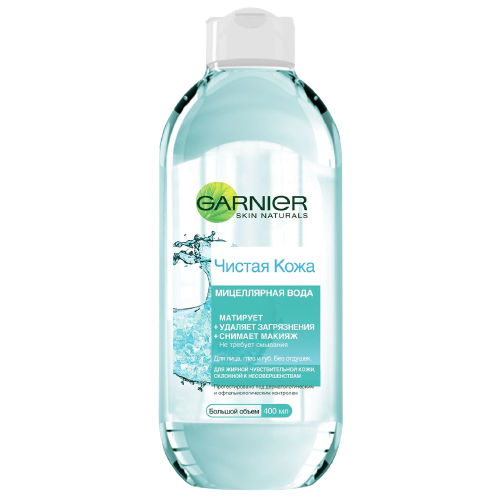 GARNIER
SKIN NATURALS
Чистая Кожа
МИЦЕЛЛЯРНАЯ ВОДА
МАТИРУЕТ
+ УДАЛЯЕТ ЗАГРЯЗНЕНИЯ
+ СНИМАЕТ МАКИЯЖ
Не требует смывания
Для лица, глаз и губ. Без отдушек.
ДЛЯ ЖИРНОЙ ЧУВСТВИТЕЛЬНОЙ КОЖИ,
СКЛОННОЙ К НЕСОВЕРШЕНСТВАМ
Протестировано под дерматологическим
и офтальмологическим контролем
Большой объем 400 мл